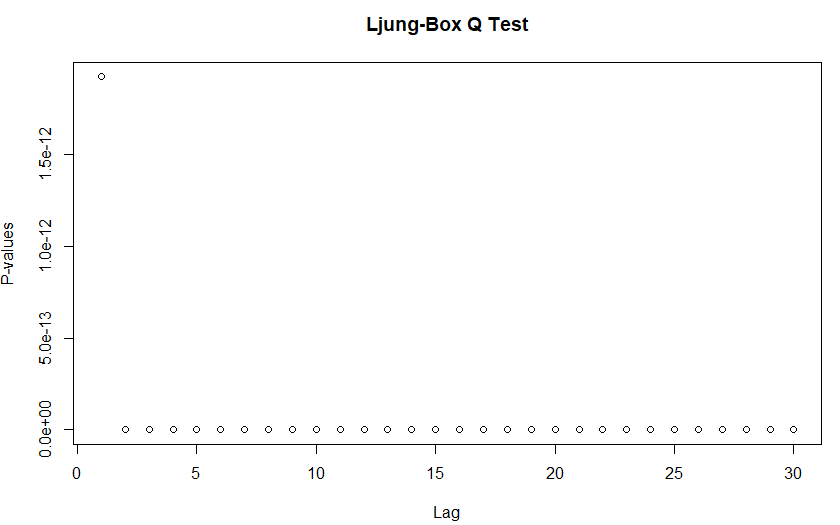 Ljung-Box Q Test
P-values
1.5e-12
1.0e-12
5.0e-13
0.0e+00
0 5 10 15 20 25 30
Lag